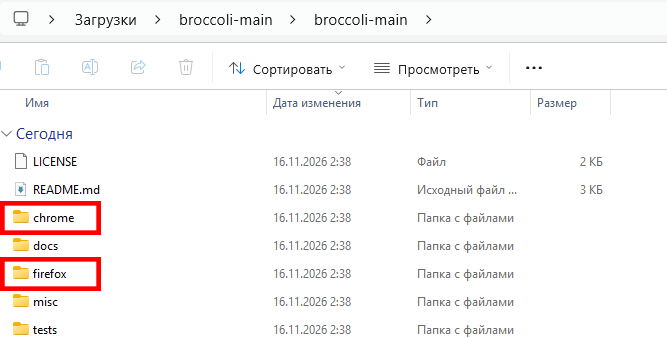 Загрузки > broccoli-main > broccoli-main >
Сортировать Просмотреть ...
Имя Дата изменения Тип Размер
Сегодня
LICENSE 16.11.2026 2:38 Файл 2 КБ
README.md 16.11.2026 2:38 Исходный файл ... 3 КБ
chrome 16.11.2026 2:38 Папка с файлами
docs 16.11.2026 2:38 Папка с файлами
firefox 16.11.2026 2:38 Папка с файлами
misc 16.11.2026 2:38 Папка с файлами
tests 16.11.2026 2:38 Папка с файлами